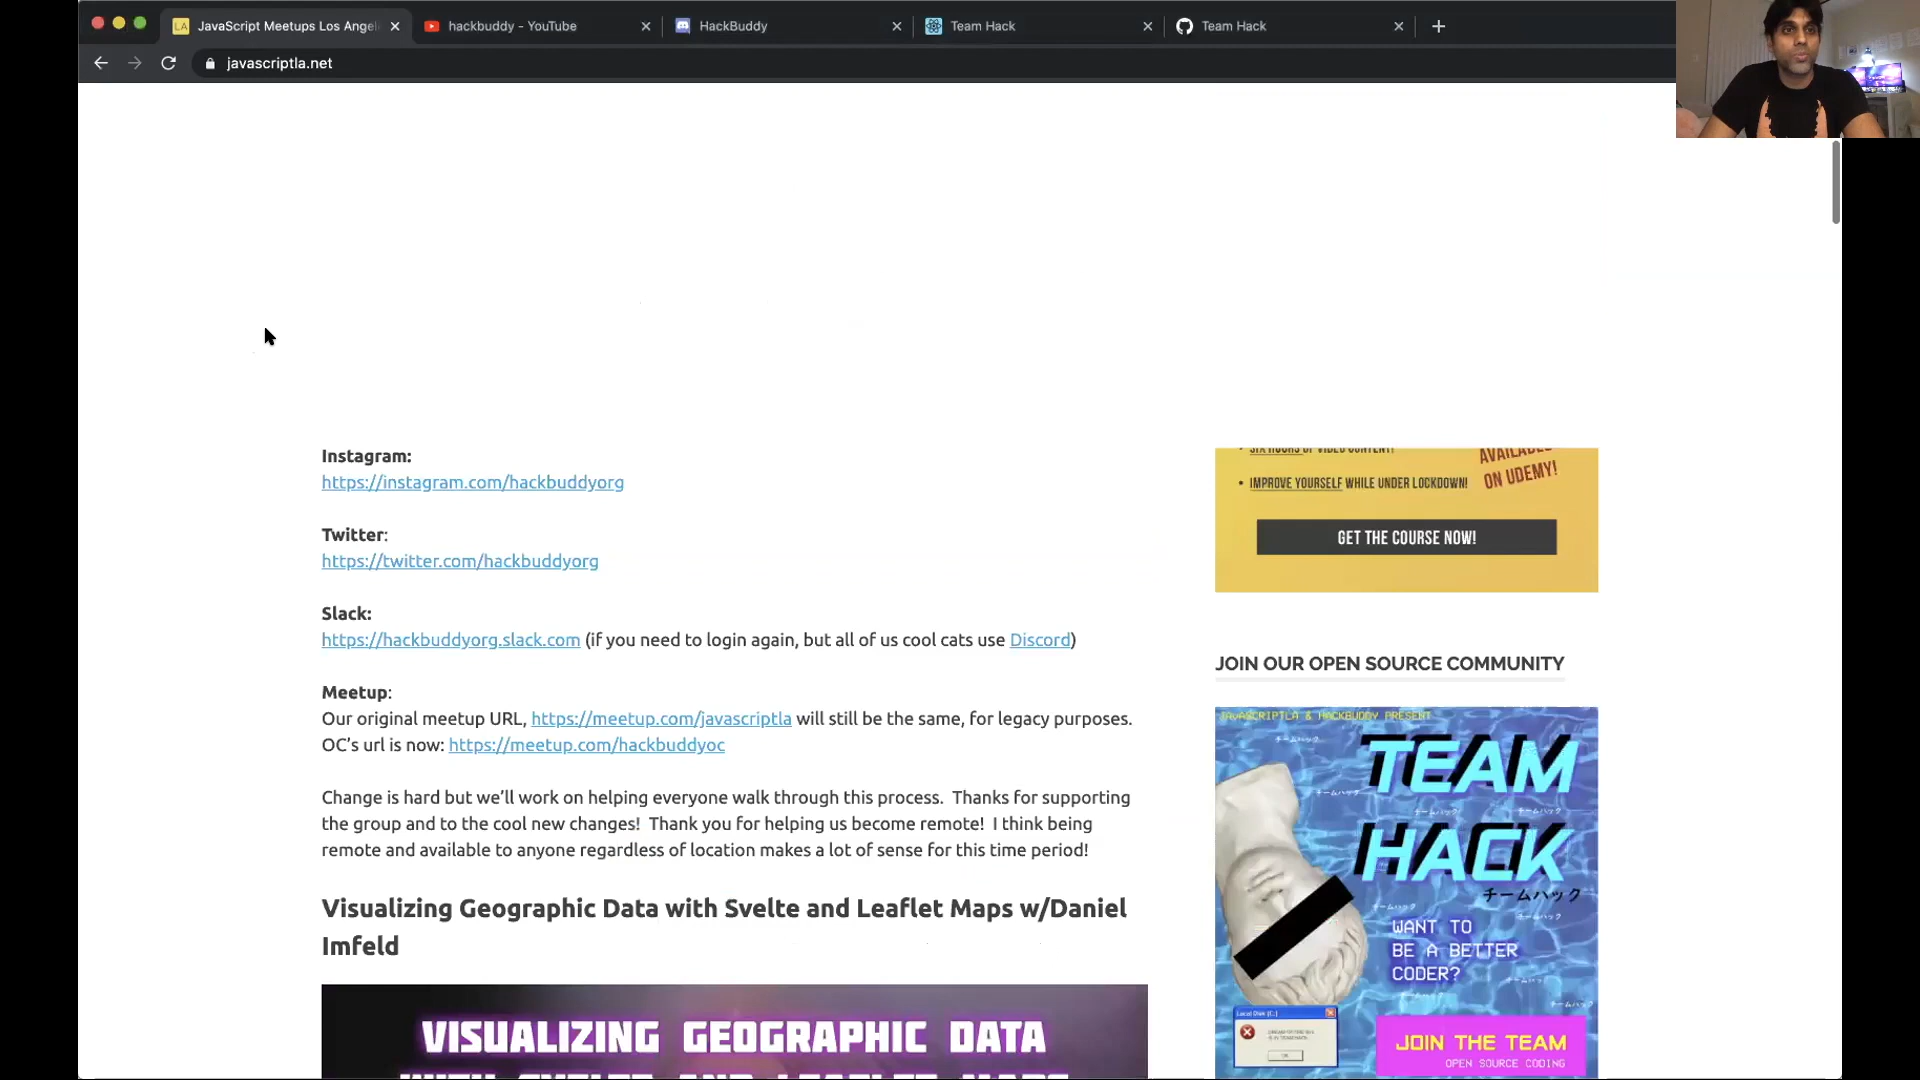 JavaScript Meetups Los Angel
hackbuddy - YouTube
HackBuddy
Team Hack
Team Hack
javascriptla.net
Instagram:
https://instagram.com/hackbuddyorg
Twitter:
https://twitter.com/hackbuddyorg
Slack:
https://hackbuddyorg.slack.com (if you need to login again, but all of us cool cats use Discord)
Meetup:
Our original meetup URL, https://meetup.com/javascriptla will still be the same, for legacy purposes.
OC’s url is now: https://meetup.com/hackbuddyoc
Change is hard but we’ll work on helping everyone walk through this process. Thanks for supporting
the group and to the cool new changes! Thank you for helping us become remote! I think being
remote and available to anyone regardless of location makes a lot of sense for this time period!
Visualizing Geographic Data with Svelte and Leaflet Maps w/Daniel
Imfeld
VISUALIZING GEOGRAPHIC DATA
WITH SVELTE AND LEAFLET MAPS
SIX HOURS OF VIDEO CONTENT!
AVAILABLE
ON UDEMY!
• IMPROVE YOURSELF WHILE UNDER LOCKDOWN!
GET THE COURSE NOW!
JOIN OUR OPEN SOURCE COMMUNITY
JAVASCRIPTLA & HACKBUDDY PRESENT
TEAM
HACK
チームハック
WANT TO
BE A BETTER
CODER?
Local Disk (C:)
OK
JOIN THE TEAM
OPEN SOURCE CODING